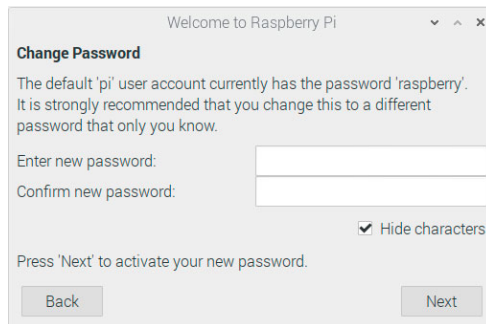 Welcome to Raspberry Pi
Change Password
The default 'pi' user account currently has the password 'raspberry'.
It is strongly recommended that you change this to a different
password that only you know.
Enter new password:
Confirm new password:
Hide characters
Press 'Next' to activate your new password.
Back
Next